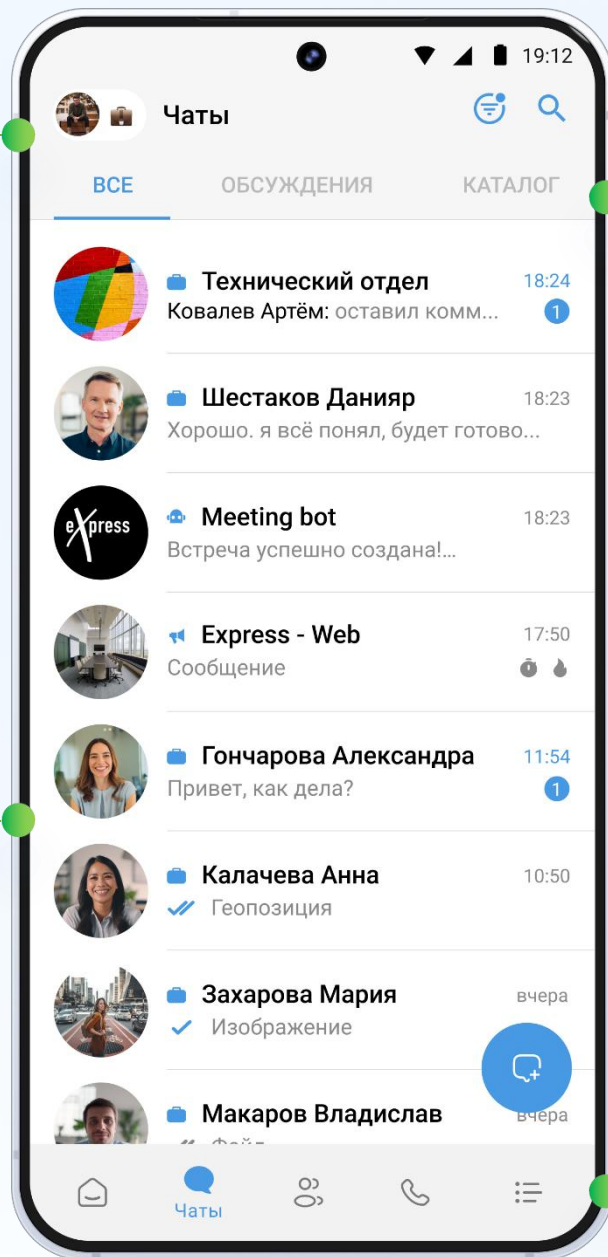 19:12
Чаты
ВСЕ ОБСУЖДЕНИЯ КАТАЛОГ
Технический отдел 18:24
Ковалев Артём: оставил комм... 1
Шестаков Данияр 18:23
Хорошо. я всё понял, будет готово...
eXpress
Meeting bot 18:23
Встреча успешно создана!...
Express - Web 17:50
Сообщение
Гончарова Александра 11:54
Привет, как дела? 1
Калачева Анна 10:50
Геопозиция
Захарова Мария вчера
Изображение
Макаров Владислав вчера
Файл
Чаты